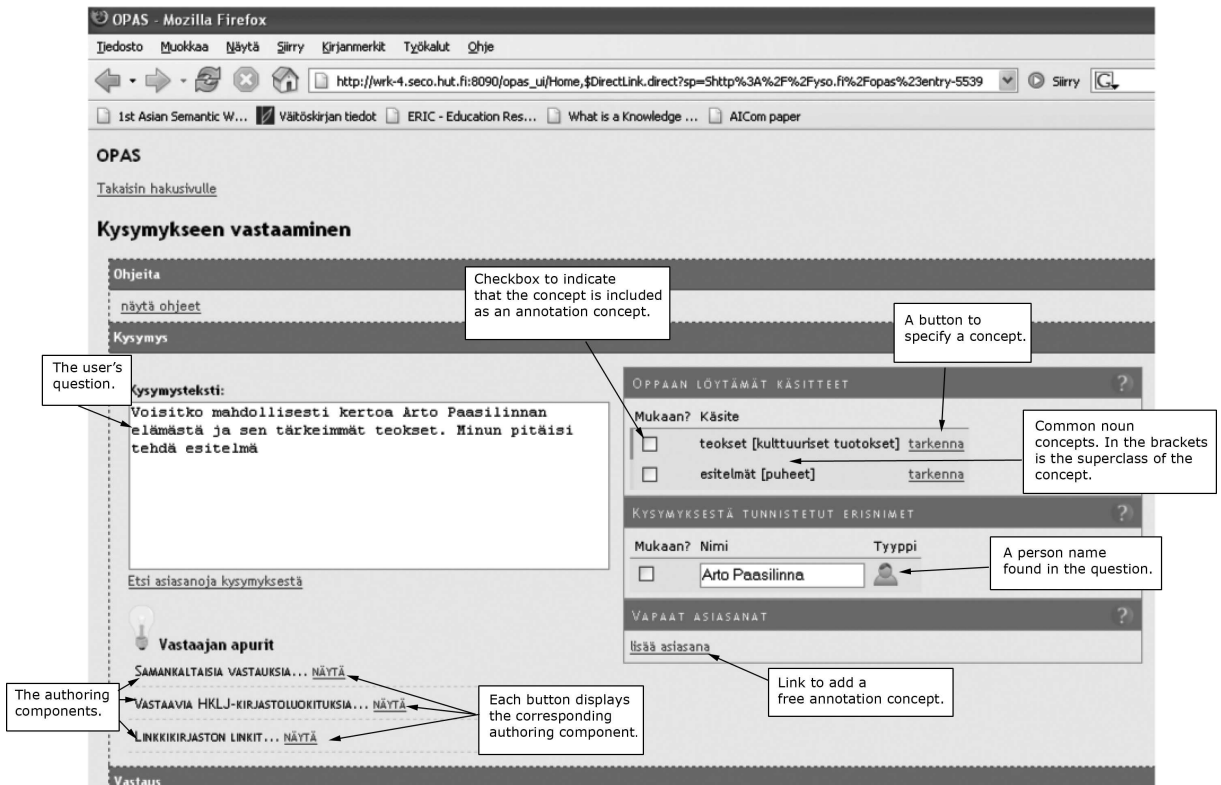 OPAS - Mozilla Firefox
Tiedosto Muokkaa Näytä Siirry Kirjanmerkit Työkalut Ohje
http://wrk-4.seco.hut.fi:8090/opas_ui/Home,$DirectLink.direct?sp=Shttp%3A%2F%2Fyso.fi%2Fopas%23entry-5539 Siirry G
1st Asian Semantic W... Väitöskirjan tiedot ERIC - Education Res... What is a Knowledge ... AICom paper
OPAS
Takaisin hakusivulle
Kysymykseen vastaaminen
Ohjeita
näytä ohjeet
Kysymys
Checkbox to indicate
that the concept is included
as an annotation concept.
A button to
specify a concept.
The user's
question.
Kysymysteksti:
Voisitko mahdollisesti kertoa Arto Paasilinnan
elämästä ja sen tärkeimmät teokset. Minun pitäisi
tehdä esitelmä
Etsi asiasanoja kysymyksestä
OPPAAN LÖYTÄMÄT KÄSITTEET ?
Mukaan? Käsite
teokset [kulttuuriset tuotokset] tarkenna
esitelmät [puheet] tarkenna
Common noun
concepts. In the brackets
is the superclass of the
concept.
KYSYMYKSESTÄ TUNNISTETUT ERISNIMET ?
Mukaan? Nimi Tyyppi
Arto Paasilinna
A person name
found in the question.
VAPAAT ASIASANAT ?
lisää asiasana
Link to add a
free annotation concept.
Vastaajan apurit
SAMANKALTAISIA VASTAUKSIA... NÄYTÄ
VASTAAVIA HKLJ-KIRJASTOLUOKITUKSIA... NÄYTÄ
LINKKIKIRJASTON LINKIT... NÄYTÄ
The authoring
components.
Each button displays
the corresponding
authoring component.
Vastaus